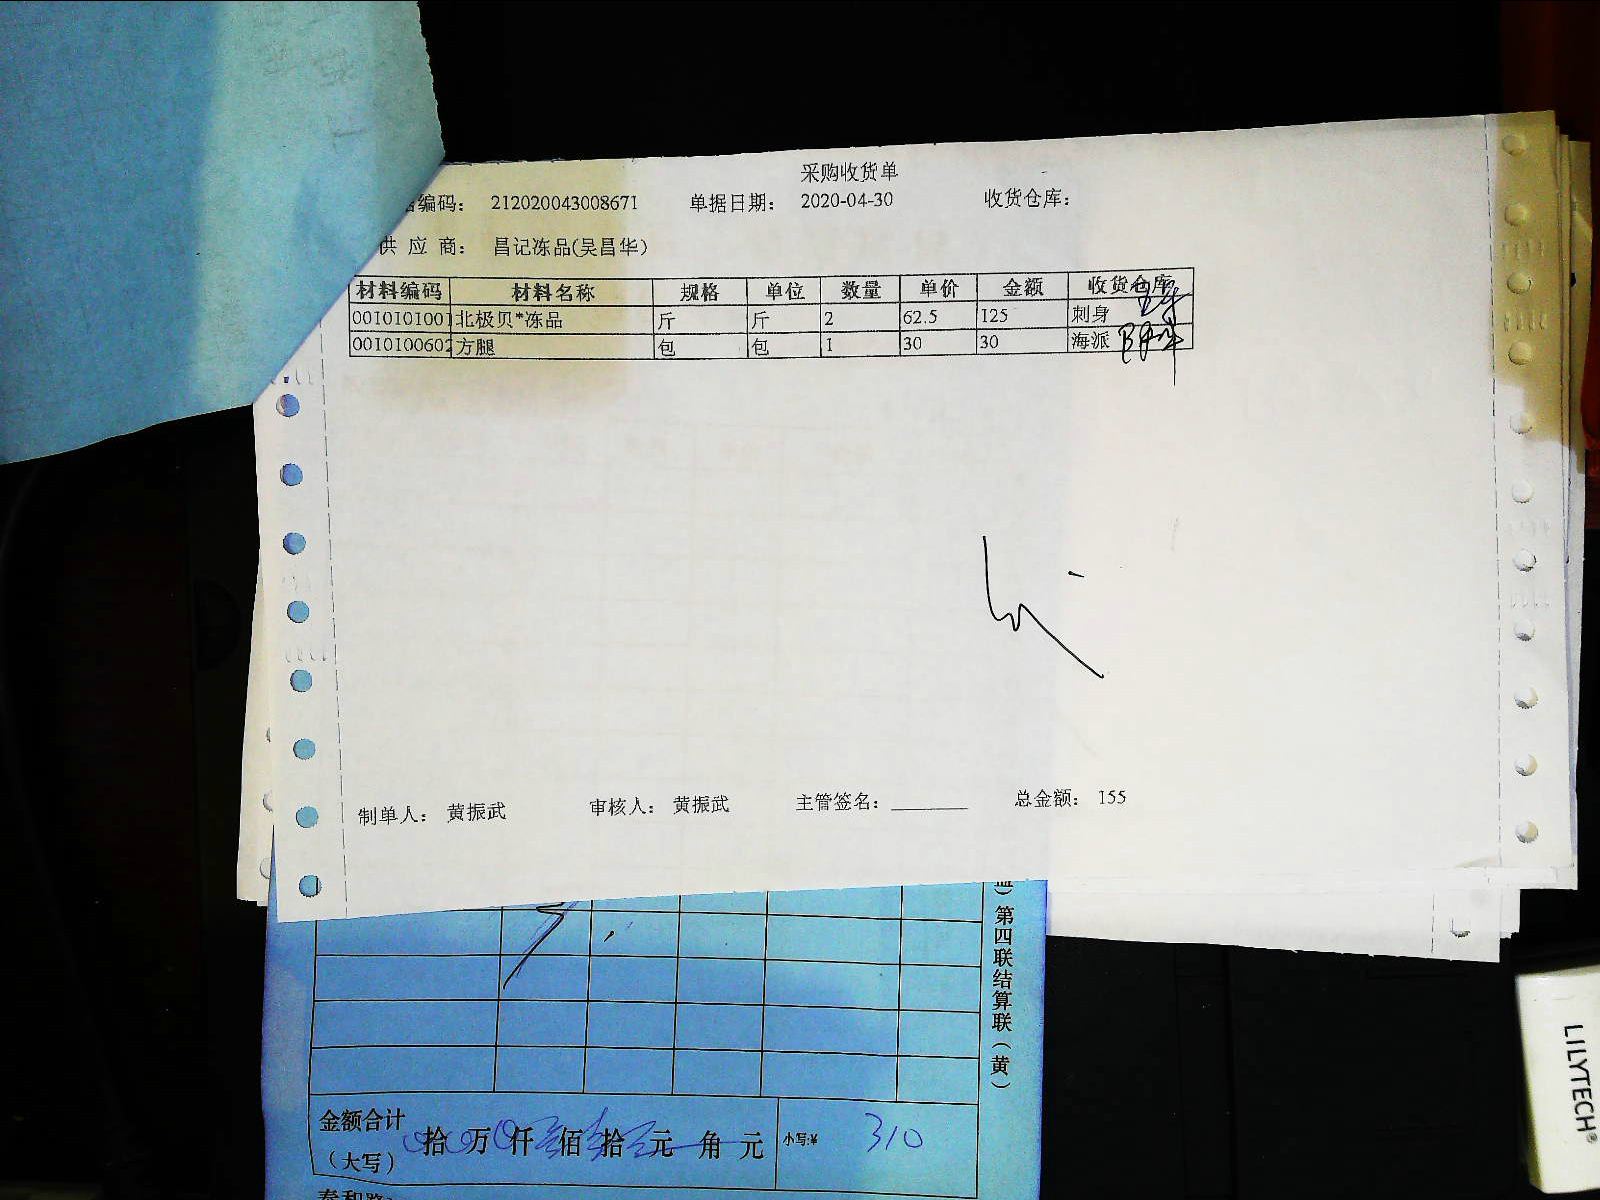 采购收货单
编码： 212020043008671 单据日期： 2020-04-30 收货仓库：
供 应 商： 昌记冻品(吴昌华)
材料编码 材料名称 规格 单位 数量 单价 金额 收货仓库
0010101001 北极贝*冻品 斤 斤 2 62.5 125 刺身
0010100602 方腿 包 包 1 30 30 海派
制单人： 黄振武 审核人： 黄振武 主管签名：________ 总金额： 155
）第四联结算联（黄）
金额合计
（大写） 拾 万 仟 佰 拾 元 角 元 小写:¥ 310
LILYTECH®